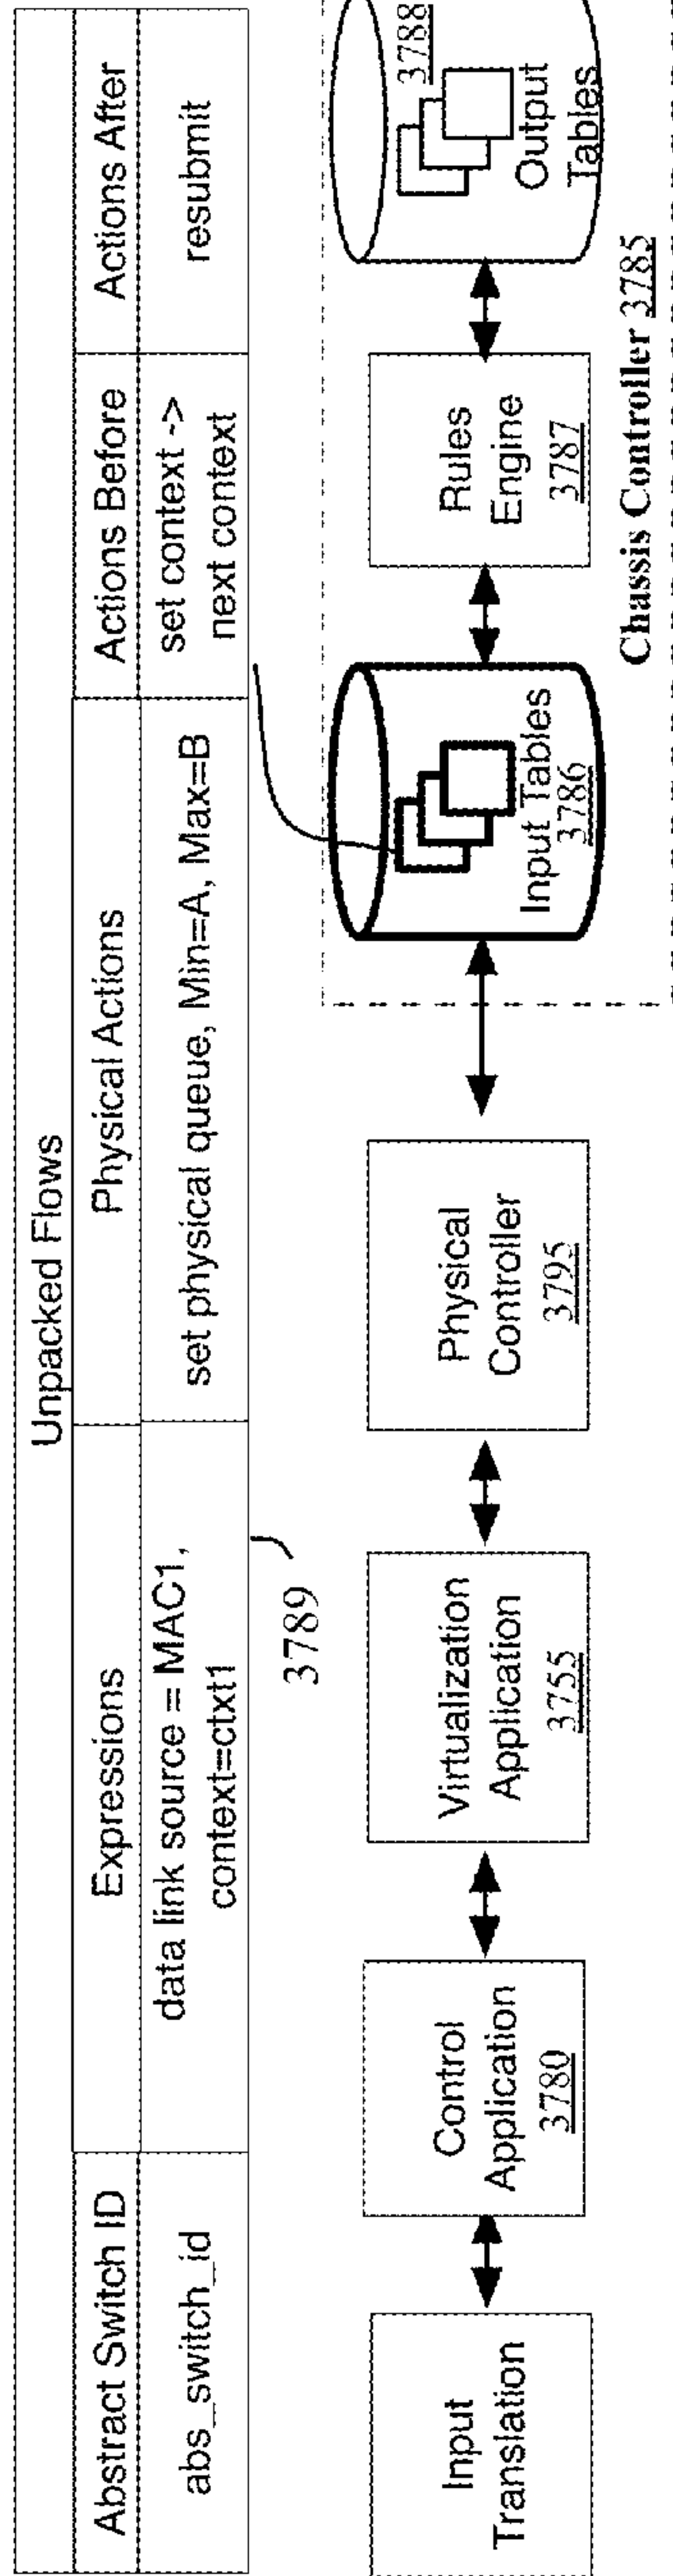 Unpacked Flows
Abstract Switch ID
Expressions
Physical Actions
Actions Before
Actions After
abs_switch_id
data link source = MAC1,
context=ctxt1
set physical queue, Min=A, Max=B
set context ->
next context
resubmit
3789
Input
Translation
Control
Application
3780
Virtualization
Application
3755
Physical
Controller
3795
Input Tables
3786
Rules
Engine
3787
3788
Output
Tables
Chassis Controller 3785